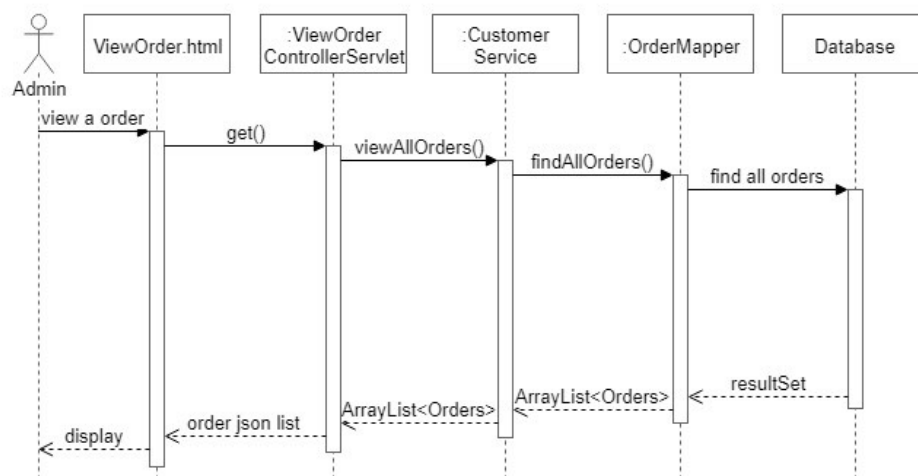 ViewOrder.html
:ViewOrder
ControllerServlet
:Customer
Service
:OrderMapper
Database
Admin
view a order
get()
viewAllOrders()
findAllOrders()
find all orders
resultSet
ArrayList<Orders>
ArrayList<Orders>
order json list
display